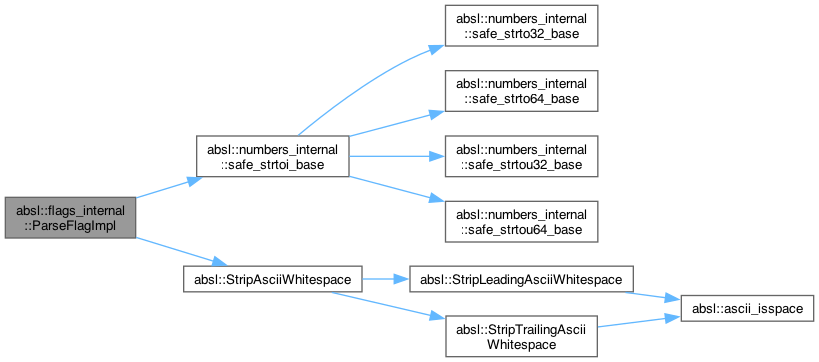 absl::numbers_internal
::safe_strto32_base
absl::numbers_internal
::safe_strto64_base
absl::numbers_internal
::safe_strtoi_base
absl::numbers_internal
::safe_strtou32_base
absl::flags_internal
::ParseFlagImpl
absl::numbers_internal
::safe_strtou64_base
absl::StripAsciiWhitespace
absl::StripLeadingAsciiWhitespace
absl::ascii_isspace
absl::StripTrailingAscii
Whitespace